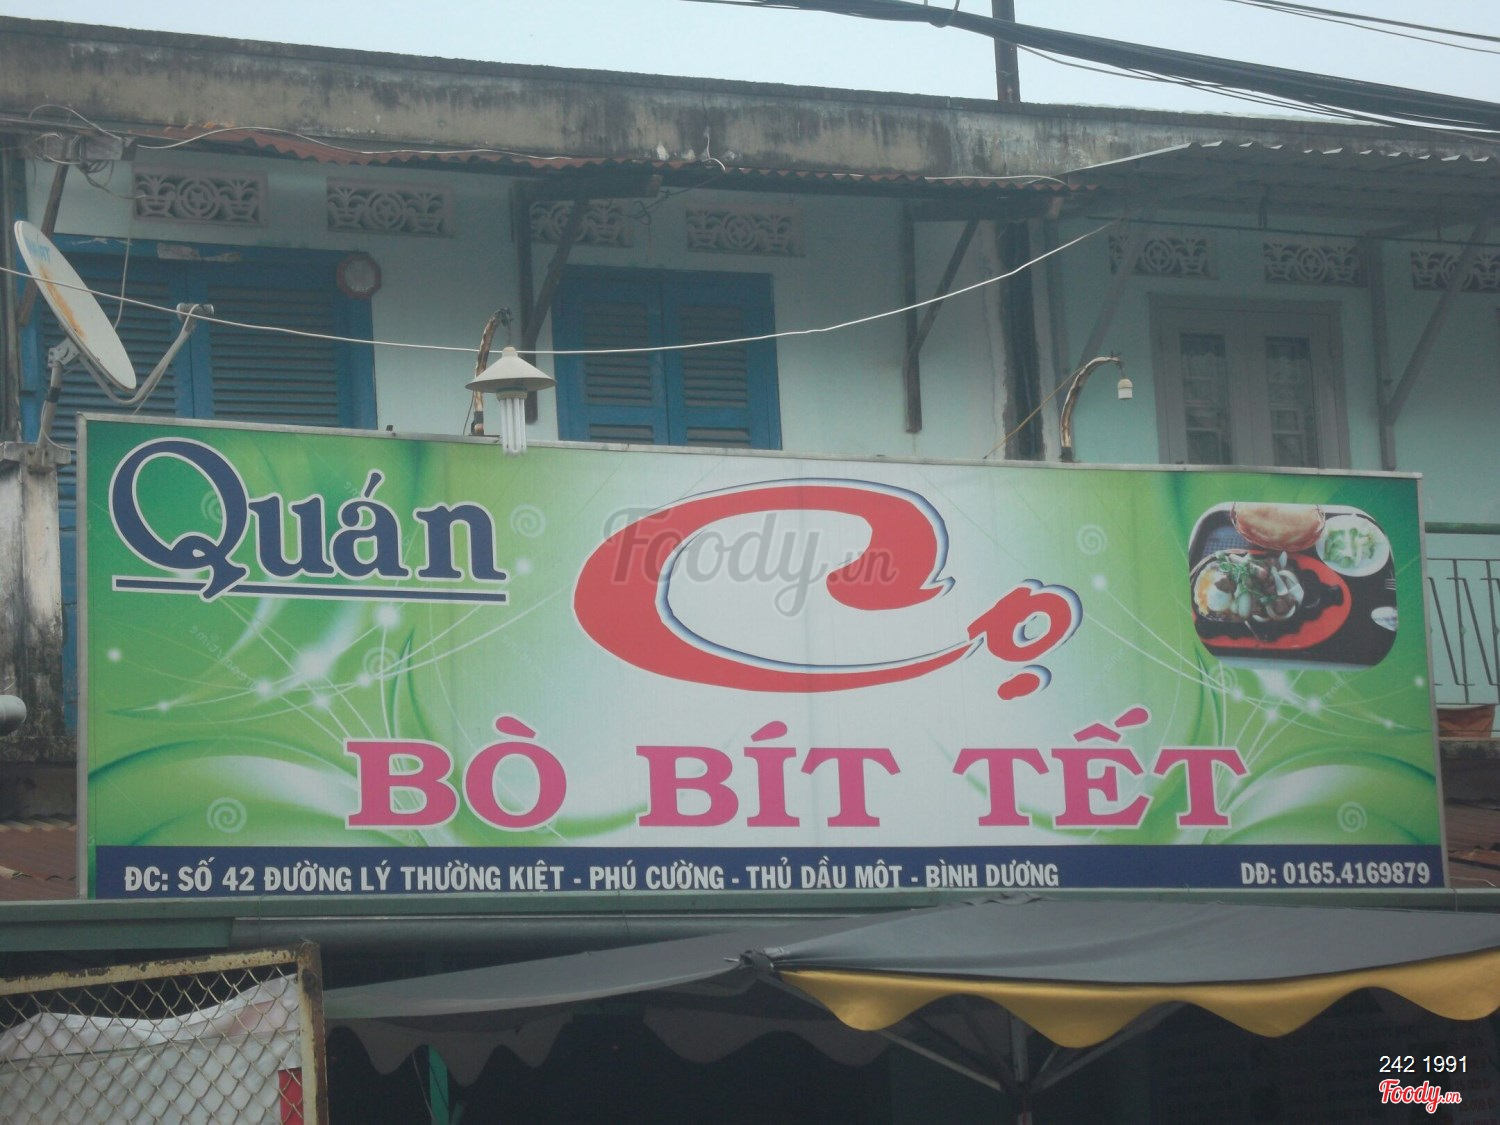 Quán
Cọ
BÒ BÍT TẾT
ĐC: SỐ 42 ĐƯỜNG LÝ THƯỜNG KIỆT - PHÚ CƯỜNG - THỦ DẦU MỘT - BÌNH DƯƠNG
DĐ: 0165.4169879
Foody.vn
242 1991
Foody.vn